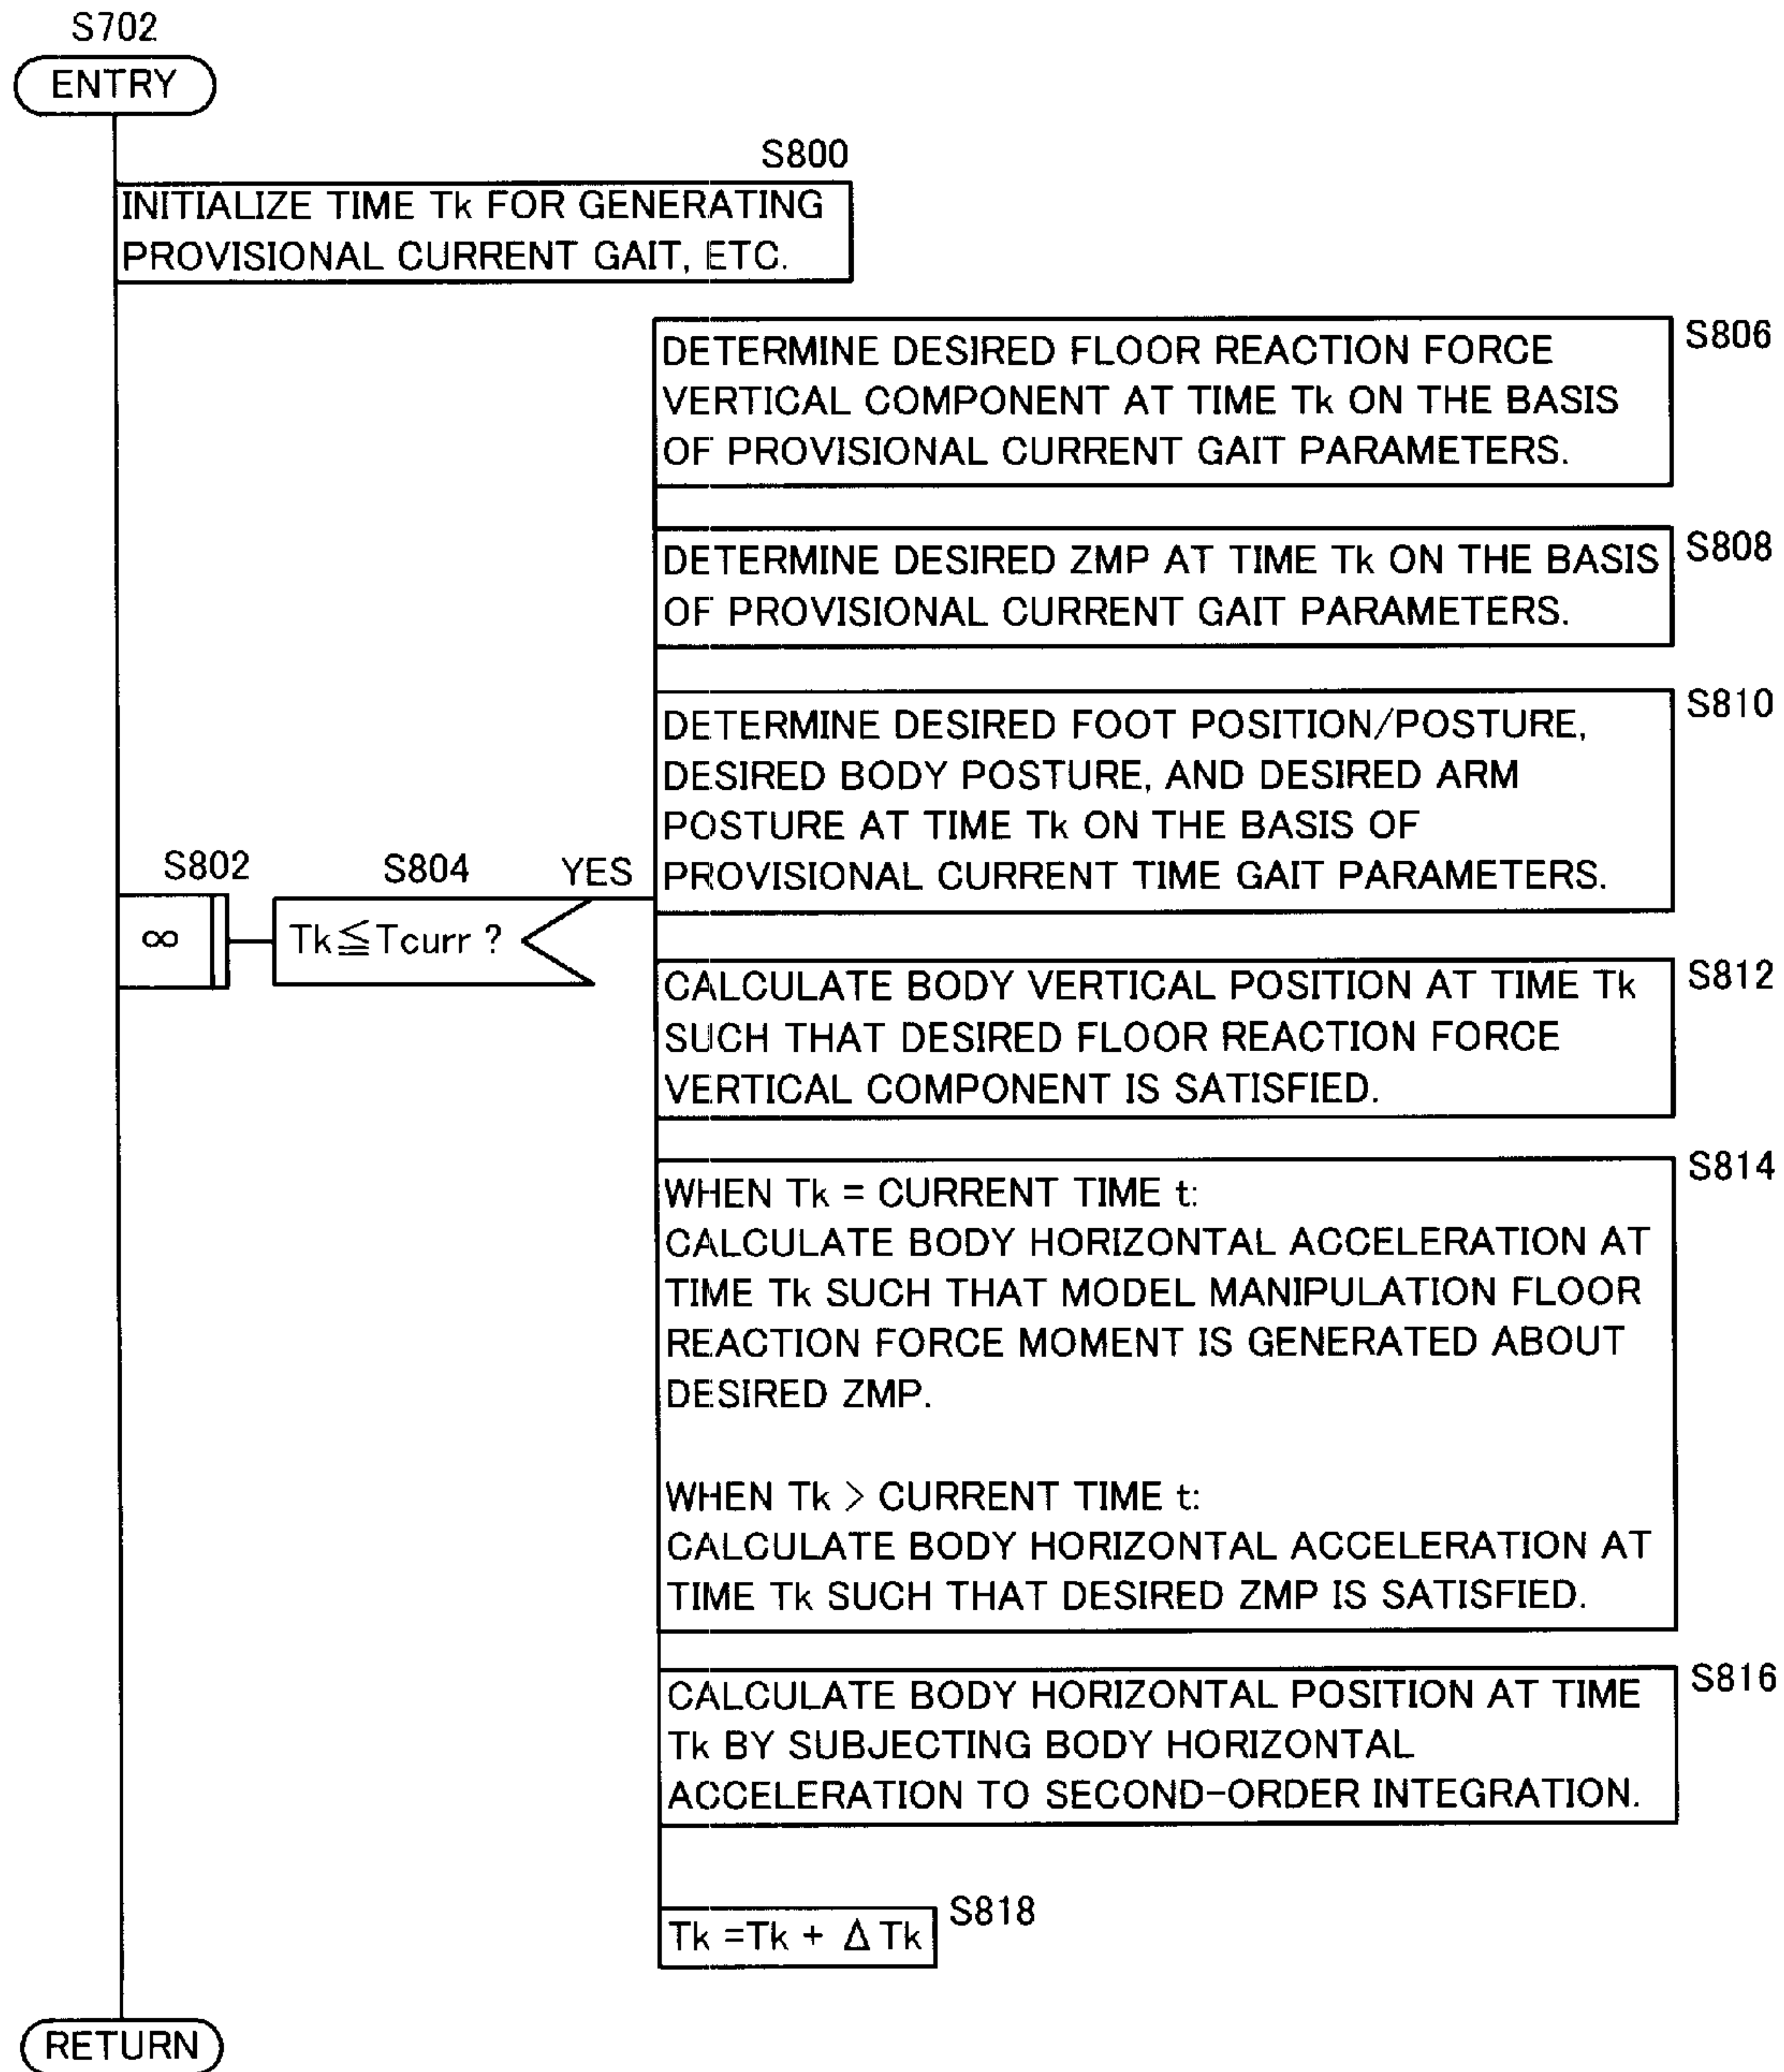 S702
ENTRY
S800
INITIALIZE TIME Tk FOR GENERATING
PROVISIONAL CURRENT GAIT, ETC.
S806
DETERMINE DESIRED FLOOR REACTION FORCE
VERTICAL COMPONENT AT TIME Tk ON THE BASIS
OF PROVISIONAL CURRENT GAIT PARAMETERS.
S808
DETERMINE DESIRED ZMP AT TIME Tk ON THE BASIS
OF PROVISIONAL CURRENT GAIT PARAMETERS.
S810
DETERMINE DESIRED FOOT POSITION/POSTURE,
DESIRED BODY POSTURE, AND DESIRED ARM
POSTURE AT TIME Tk ON THE BASIS OF
PROVISIONAL CURRENT TIME GAIT PARAMETERS.
S802
S804
YES
∞
Tk≦Tcurr ?
S812
CALCULATE BODY VERTICAL POSITION AT TIME Tk
SUCH THAT DESIRED FLOOR REACTION FORCE
VERTICAL COMPONENT IS SATISFIED.
S814
WHEN Tk = CURRENT TIME t:
CALCULATE BODY HORIZONTAL ACCELERATION AT
TIME Tk SUCH THAT MODEL MANIPULATION FLOOR
REACTION FORCE MOMENT IS GENERATED ABOUT
DESIRED ZMP.
WHEN Tk > CURRENT TIME t:
CALCULATE BODY HORIZONTAL ACCELERATION AT
TIME Tk SUCH THAT DESIRED ZMP IS SATISFIED.
S816
CALCULATE BODY HORIZONTAL POSITION AT TIME
Tk BY SUBJECTING BODY HORIZONTAL
ACCELERATION TO SECOND-ORDER INTEGRATION.
S818
Tk =Tk + Δ Tk
RETURN